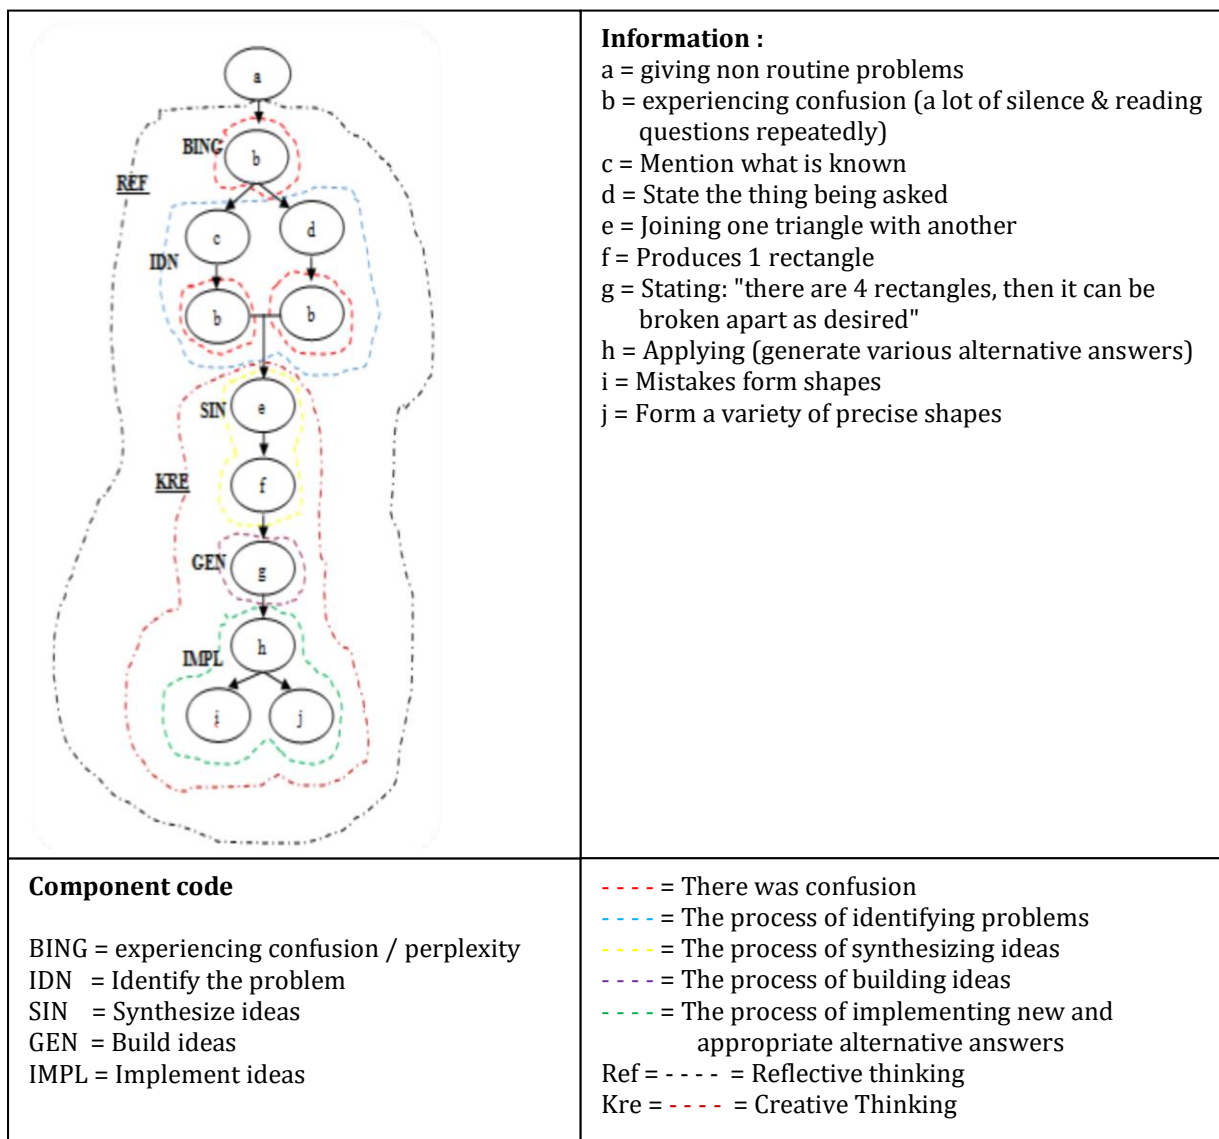 a
BING
b
REF
c
d
IDN
b
b
SIN
e
KRE
f
GEN
g
h
IMPL
i
j
Information :
a = giving non routine problems
b = experiencing confusion (a lot of silence & reading
questions repeatedly)
c = Mention what is known
d = State the thing being asked
e = Joining one triangle with another
f = Produces 1 rectangle
g = Stating: "there are 4 rectangles, then it can be
broken apart as desired"
h = Applying (generate various alternative answers)
i = Mistakes form shapes
j = Form a variety of precise shapes
Component code
BING = experiencing confusion / perplexity
IDN = Identify the problem
SIN = Synthesize ideas
GEN = Build ideas
IMPL = Implement ideas
- - - - = There was confusion
- - - - = The process of identifying problems
- - - - = The process of synthesizing ideas
- - - - = The process of building ideas
- - - - = The process of implementing new and
appropriate alternative answers
Ref = - - - - = Reflective thinking
Kre = - - - - = Creative Thinking